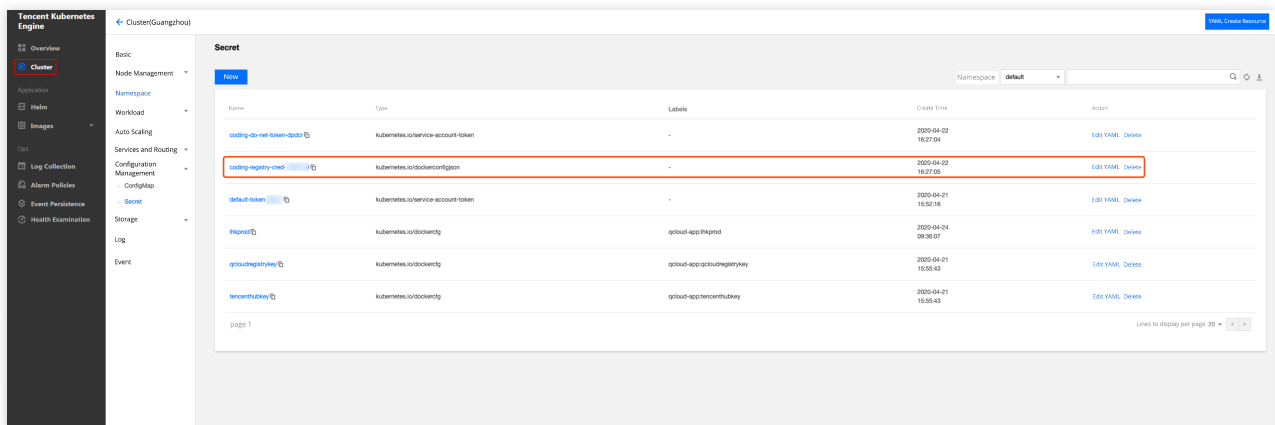 Tencent Kubernetes
Engine
Overview
Cluster
Application
Helm
Images
Ops
Log Collection
Alarm Policies
Event Persistence
Health Examination
Cluster(Guangzhou)
YAML Create Resource
Basic
Node Management
Namespace
Workload
Auto Scaling
Services and Routing
Configuration
Management
ConfigMap
Secret
Storage
Log
Event
Secret
New
Namespace default
Name Type Labels Create Time Action
coding-do-net-token-dpdcr kubernetes.io/service-account-token - 2020-04-22 Edit YAML Delete
16:27:04
coding-registry-cred- kubernetes.io/dockerconfigjson - 2020-04-22 Edit YAML Delete
16:27:05
default-token kubernetes.io/service-account-token - 2020-04-21 Edit YAML Delete
15:52:16
lhkprod kubernetes.io/dockercfg qcloud-app:lhkprod 2020-04-24 Edit YAML Delete
09:36:07
qcloudregistrykey kubernetes.io/dockercfg qcloud-app:qcloudregistrykey 2020-04-21 Edit YAML Delete
15:55:43
tencenthubkey kubernetes.io/dockercfg qcloud-app:tencenthubkey 2020-04-21 Edit YAML Delete
15:55:43
page 1 Lines to display per page 20